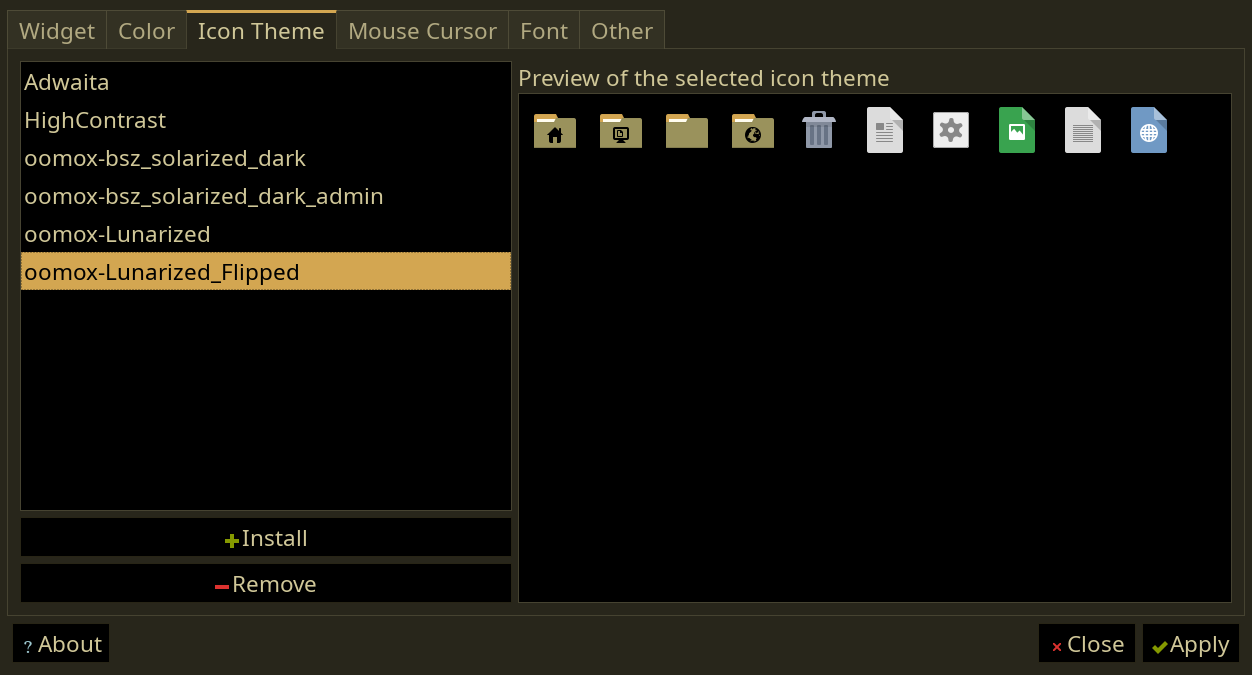 Widget Color Icon Theme Mouse Cursor Font Other
Adwaita
HighContrast
oomox-bsz_solarized_dark
oomox-bsz_solarized_dark_admin
oomox-Lunarized
oomox-Lunarized_Flipped
Install
Remove
Preview of the selected icon theme
? About
Close
Apply